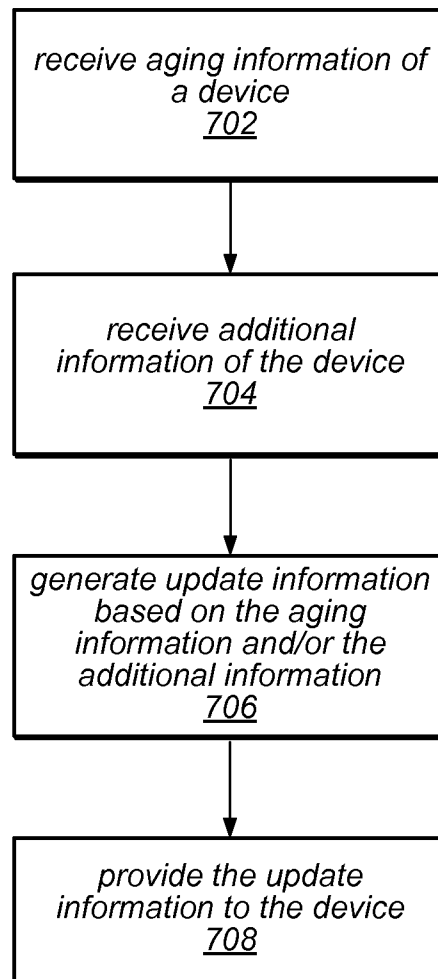 receive aging information of
a device
702
receive additional
information of the device
704
generate update information
based on the aging
information and/or the
additional information
706
provide the update
information to the device
708